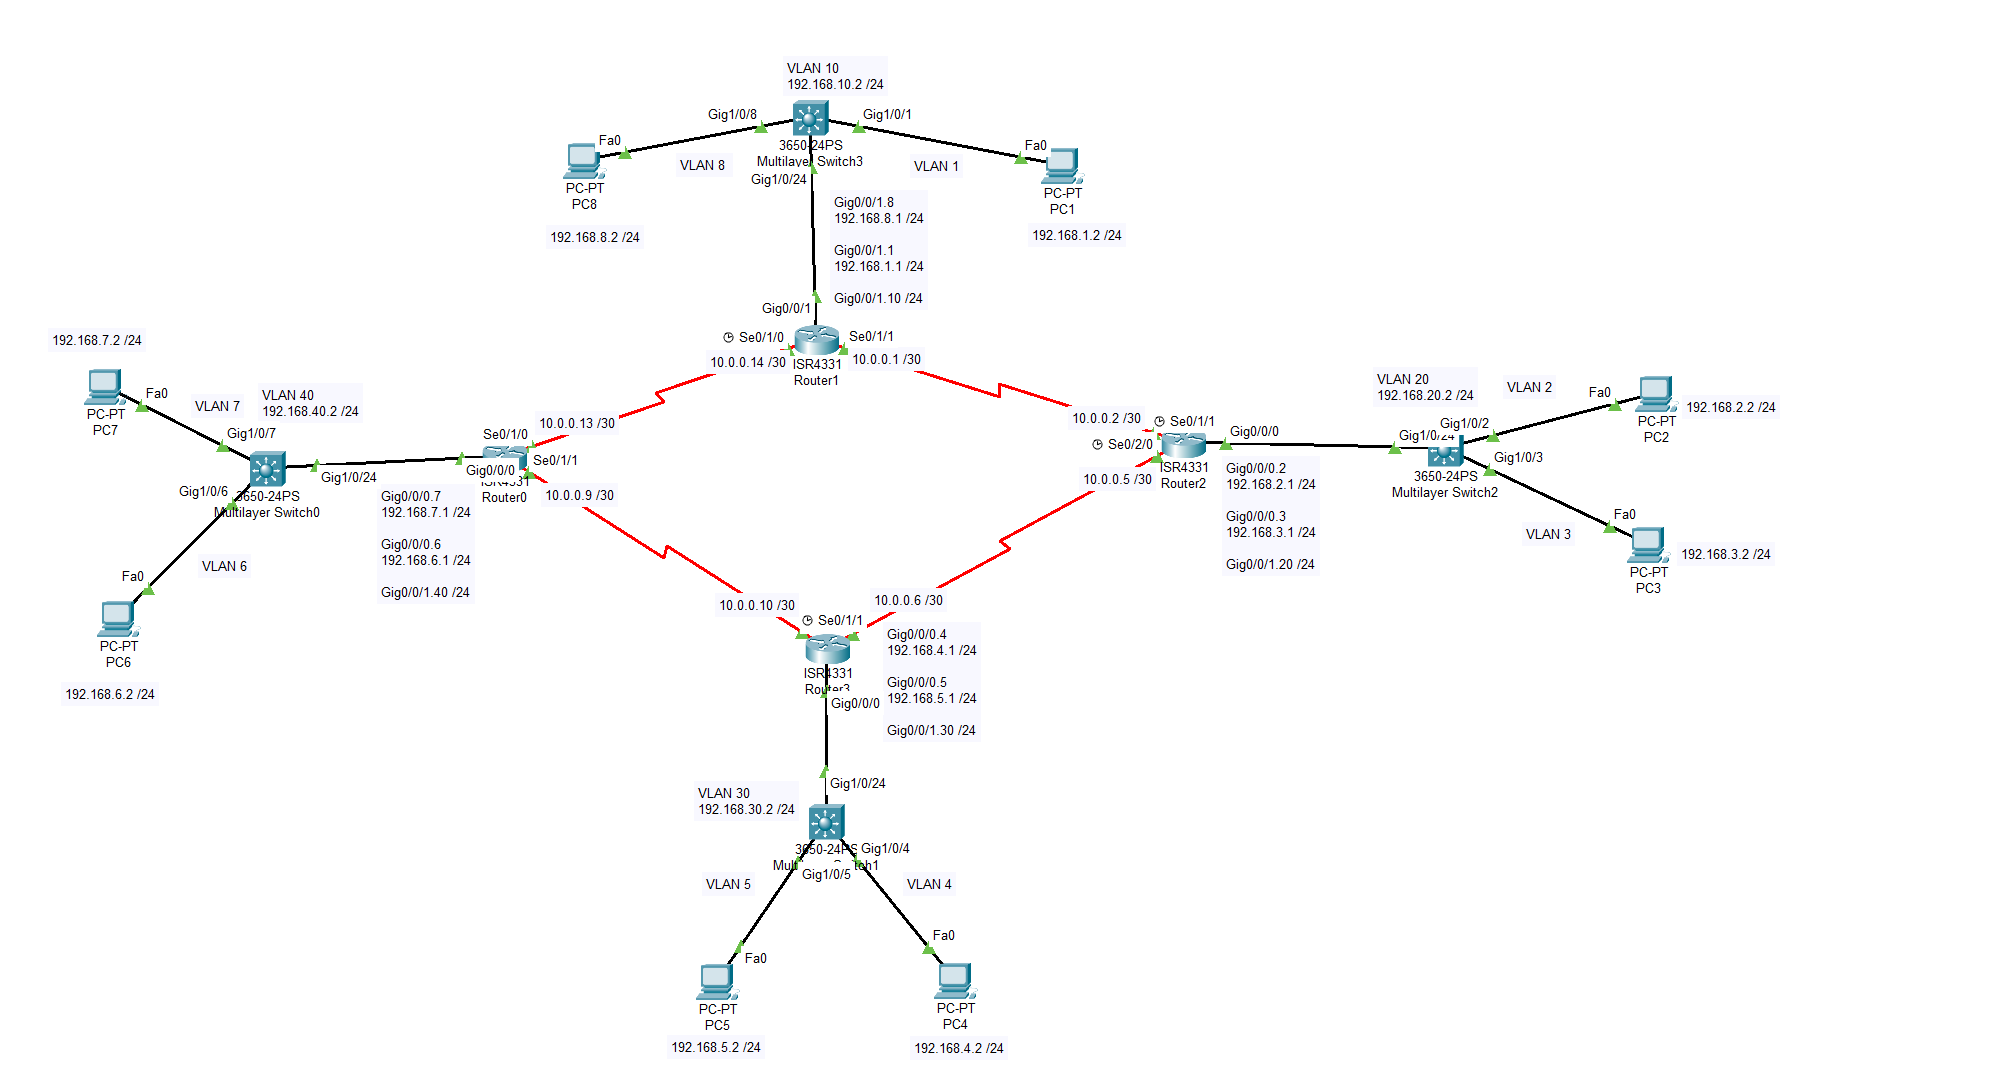 VLAN 10
192.168.10.2 /24
Gig1/0/8
Gig1/0/1
Fa0
3650-24PS
Multilayer Switch3
Fa0
VLAN 8
VLAN 1
PC-PT
PC8
Gig1/0/24
PC-PT
PC1
192.168.8.2 /24
192.168.1.2 /24
Gig0/0/1.8
192.168.8.1 /24
Gig0/0/1.1
192.168.1.1 /24
Gig0/0/1.10 /24
Gig0/0/1
Se0/1/0
Se0/1/1
10.0.0.14 /30
10.0.0.1 /30
ISR4331
Router1
192.168.7.2 /24
Fa0
VLAN 7
VLAN 40
192.168.40.2 /24
PC-PT
PC7
Gig1/0/7
Gig1/0/6
3650-24PS
Multilayer Switch0
Gig1/0/24
VLAN 6
Fa0
PC-PT
PC6
192.168.6.2 /24
10.0.0.13 /30
Se0/1/0
Se0/1/1
Gig0/0/0
ISR4331
Router0
10.0.0.9 /30
Gig0/0/0.7
192.168.7.1 /24
Gig0/0/0.6
192.168.6.1 /24
Gig0/0/1.40 /24
10.0.0.2 /30
Se0/1/1
Se0/2/0
Gig0/0/0
10.0.0.5 /30
ISR4331
Router2
Gig0/0/0.2
192.168.2.1 /24
Gig0/0/0.3
192.168.3.1 /24
Gig0/0/1.20 /24
VLAN 20
192.168.20.2 /24
VLAN 2
Fa0
192.168.2.2 /24
PC-PT
PC2
Gig1/0/24
Gig1/0/2
Gig1/0/3
3650-24PS
Multilayer Switch2
VLAN 3
Fa0
192.168.3.2 /24
PC-PT
PC3
10.0.0.10 /30
10.0.0.6 /30
Se0/1/1
ISR4331
Router3
Gig0/0/0
Gig0/0/0.4
192.168.4.1 /24
Gig0/0/0.5
192.168.5.1 /24
Gig0/0/1.30 /24
Gig1/0/24
VLAN 30
192.168.30.2 /24
3650-24PS
Gig1/0/4
Gig1/0/5
VLAN 5
VLAN 4
Fa0
Fa0
PC-PT
PC5
PC-PT
PC4
192.168.5.2 /24
192.168.4.2 /24